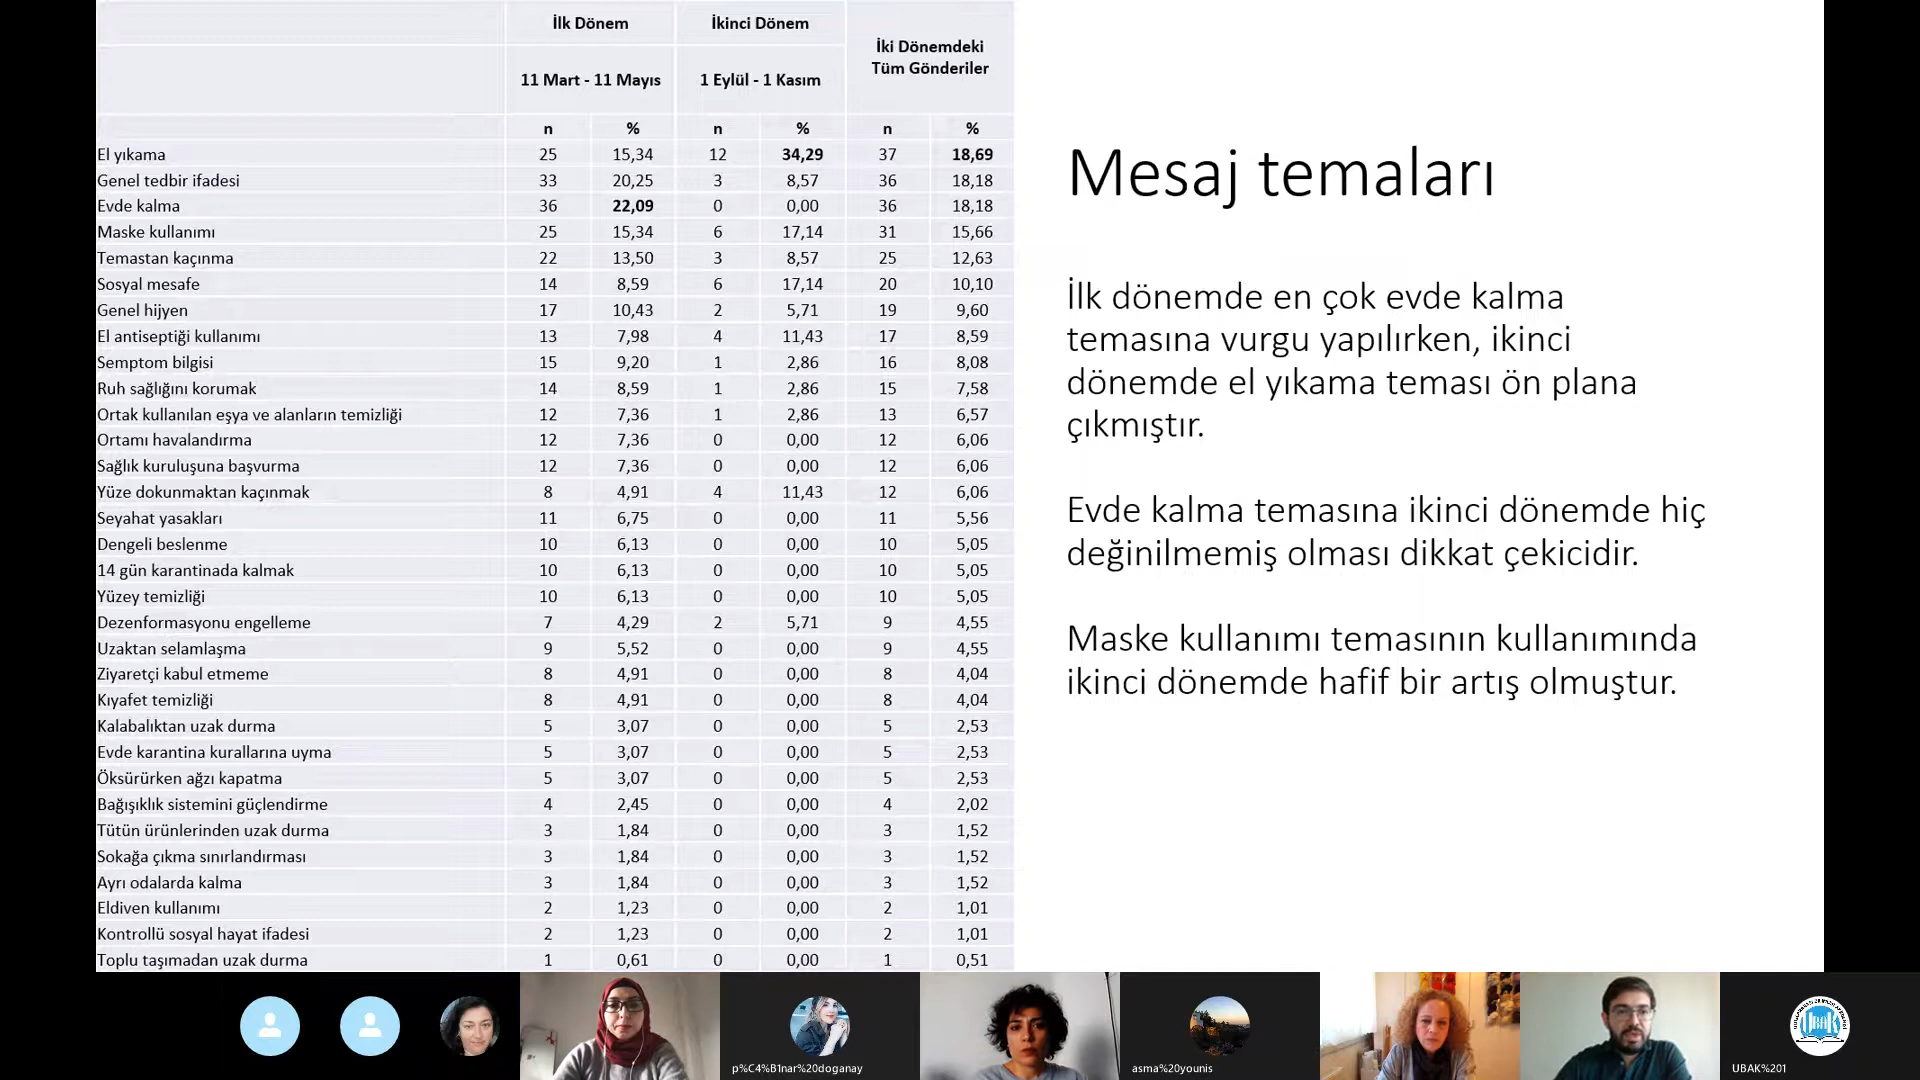 İlk Dönem İkinci Dönem İki Dönemdeki Tüm Gönderiler
11 Mart - 11 Mayıs 1 Eylül - 1 Kasım
n % n % n %
El yıkama 25 15,34 12 34,29 37 18,69
Genel tedbir ifadesi 33 20,25 3 8,57 36 18,18
Evde kalma 36 22,09 0 0,00 36 18,18
Maske kullanımı 25 15,34 6 17,14 31 15,66
Temastan kaçınma 22 13,50 3 8,57 25 12,63
Sosyal mesafe 14 8,59 6 17,14 20 10,10
Genel hijyen 17 10,43 2 5,71 19 9,60
El antiseptiği kullanımı 13 7,98 4 11,43 17 8,59
Semptom bilgisi 15 9,20 1 2,86 16 8,08
Ruh sağlığını korumak 14 8,59 1 2,86 15 7,58
Ortak kullanılan eşya ve alanların temizliği 12 7,36 1 2,86 13 6,57
Ortamı havalandırma 12 7,36 0 0,00 12 6,06
Sağlık kuruluşuna başvurma 12 7,36 0 0,00 12 6,06
Yüze dokunmaktan kaçınmak 8 4,91 4 11,43 12 6,06
Seyahat yasakları 11 6,75 0 0,00 11 5,56
Dengeli beslenme 10 6,13 0 0,00 10 5,05
14 gün karantinada kalmak 10 6,13 0 0,00 10 5,05
Yüzey temizliği 10 6,13 0 0,00 10 5,05
Dezenformasyonu engelleme 7 4,29 2 5,71 9 4,55
Uzaktan selamlaşma 9 5,52 0 0,00 9 4,55
Ziyaretçi kabul etmeme 8 4,91 0 0,00 8 4,04
Kıyafet temizliği 8 4,91 0 0,00 8 4,04
Kalabalıktan uzak durma 5 3,07 0 0,00 5 2,53
Evde karantina kurallarına uyma 5 3,07 0 0,00 5 2,53
Öksürürken ağzı kapatma 5 3,07 0 0,00 5 2,53
Bağışıklık sistemini güçlendirme 4 2,45 0 0,00 4 2,02
Tütün ürünlerinden uzak durma 3 1,84 0 0,00 3 1,52
Sokağa çıkma sınırlandırması 3 1,84 0 0,00 3 1,52
Ayrı odalarda kalma 3 1,84 0 0,00 3 1,52
Eldiven kullanımı 2 1,23 0 0,00 2 1,01
Kontrollü sosyal hayat ifadesi 2 1,23 0 0,00 2 1,01
Toplu taşımadan uzak durma 1 0,61 0 0,00 1 0,51
Mesaj temaları
İlk dönemde en çok evde kalma
temasına vurgu yapılırken, ikinci
dönemde el yıkama teması ön plana
çıkmıştır.
Evde kalma temasına ikinci dönemde hiç
değinilmemiş olması dikkat çekicidir.
Maske kullanımı temasının kullanımında
ikinci dönemde hafif bir artış olmuştur.
p%C4%B1nar%20doganay
asma%20younis
UBAK
UBAK%201